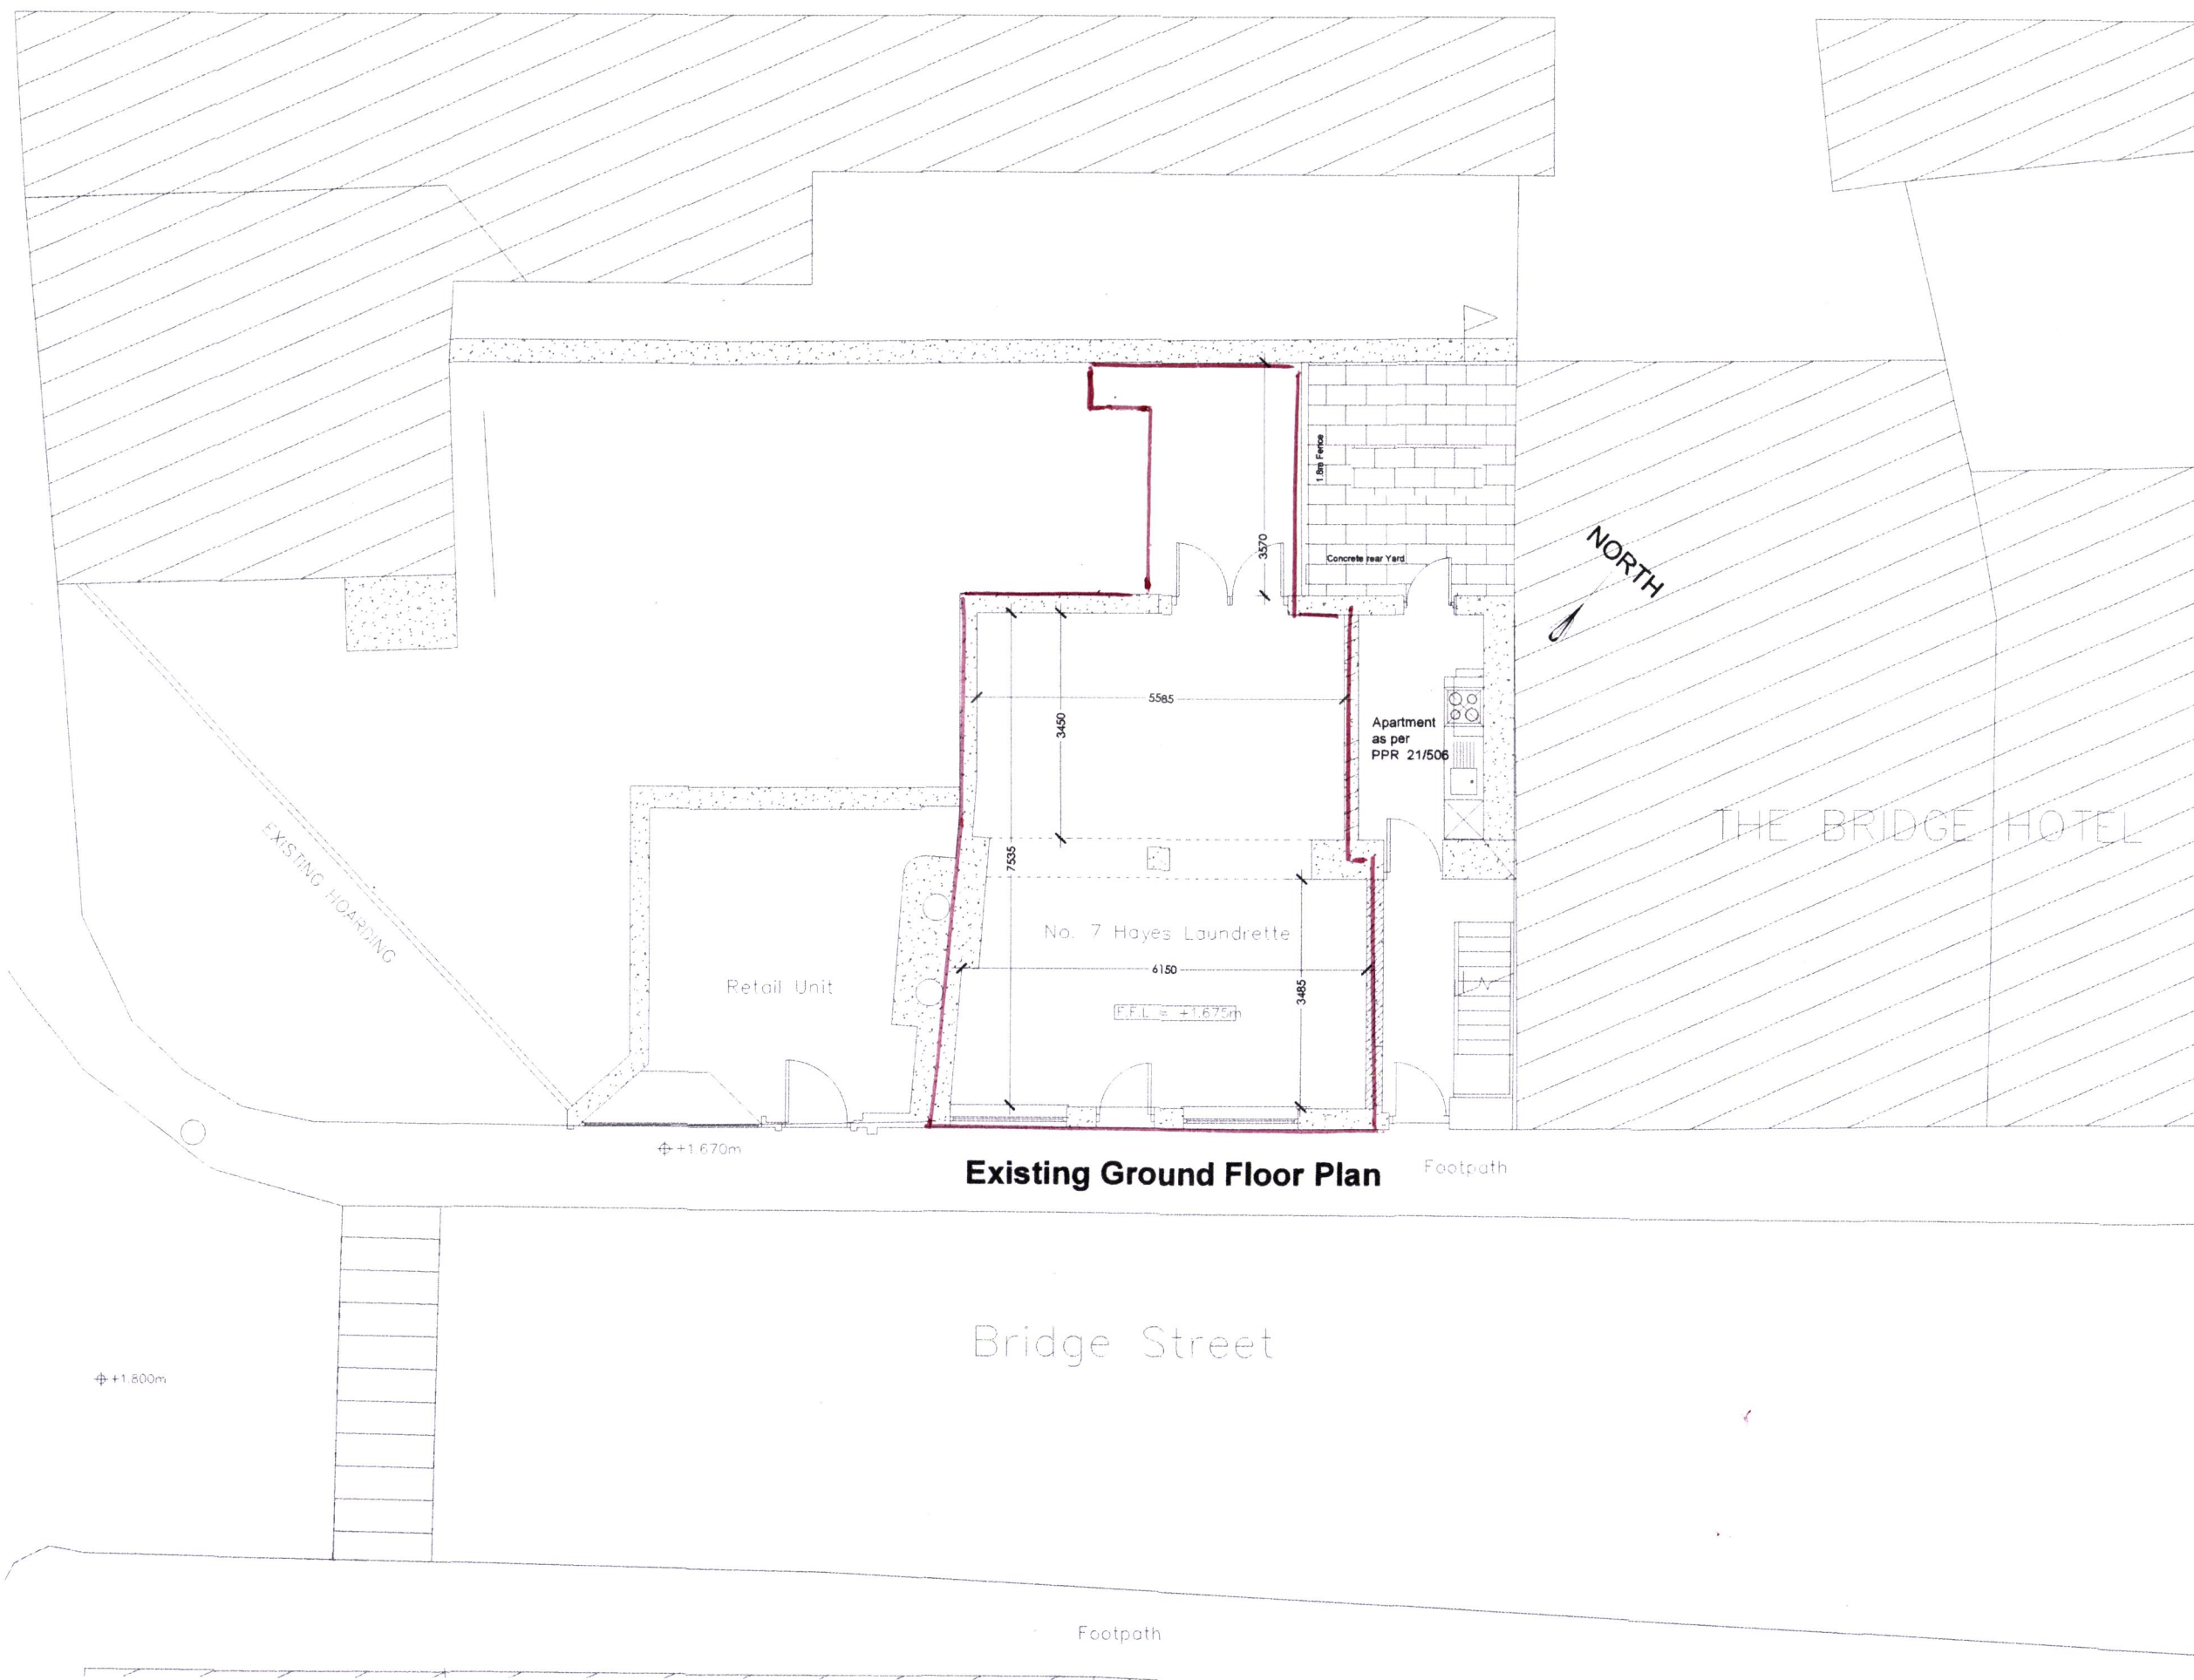 1.8m Fence
3570
Concrete rear Yard
NORTH
5585
3450
Apartment
as per
PPR 21/506
THE BRIDGE HOTEL
EXISTING HOARDING
7535
No. 7 Hayes Laundrette
6150
Retail Unit
3485
F.F.L = +1.675m
+1.670m
Existing Ground Floor Plan
Footpath
Bridge Street
+1.800m
Footpath